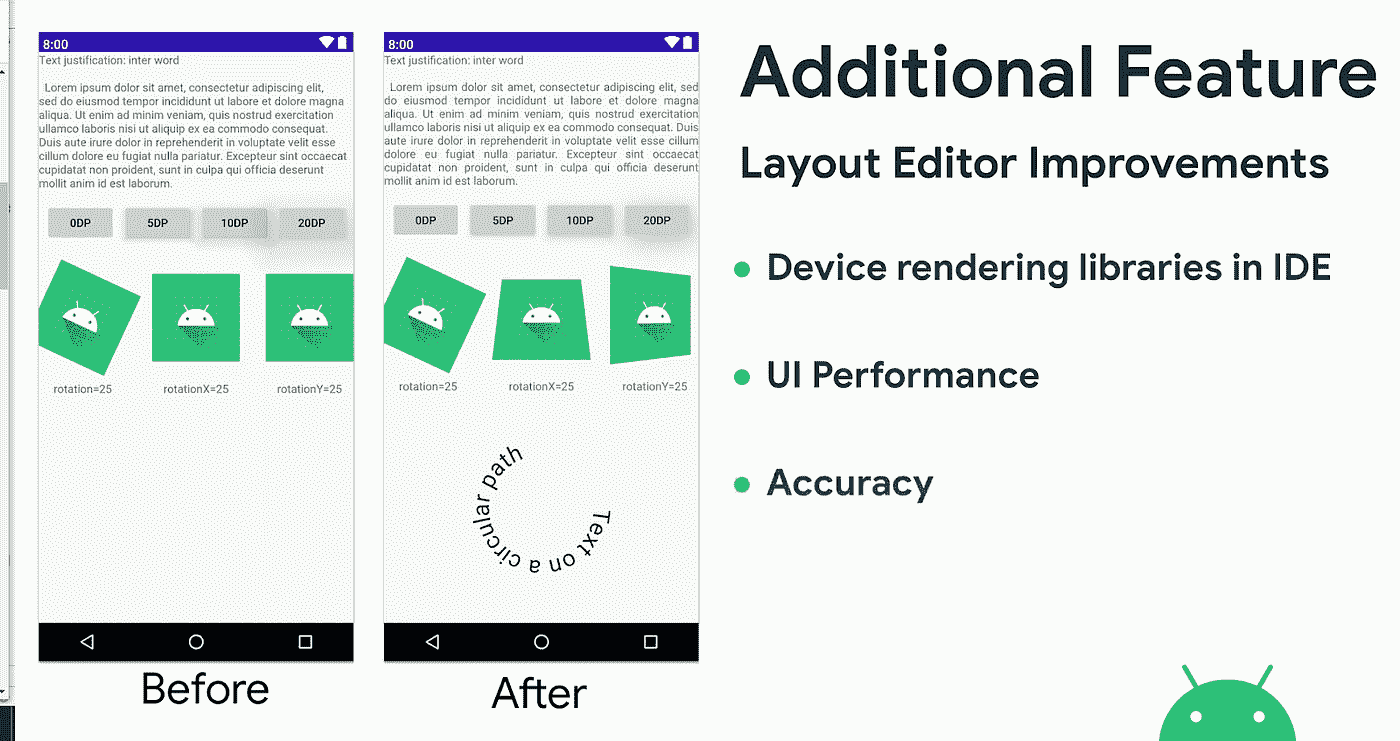 8:00
Text justification: inter word
Lorem ipsum dolor sit amet, consectetur adipiscing elit,
sed do eiusmod tempor incididunt ut labore et dolore magna
aliqua. Ut enim ad minim veniam, quis nostrud exercitation
ullamco laboris nisi ut aliquip ex ea commodo consequat.
Duis aute irure dolor in reprehenderit in voluptate velit esse
cillum dolore eu fugiat nulla pariatur. Excepteur sint occaecat
cupidatat non proident, sunt in culpa qui officia deserunt
mollit anim id est laborum.
0DP 5DP 10DP 20DP
rotation=25 rotationX=25 rotationY=25
Before
8:00
Text justification: inter word
Lorem ipsum dolor sit amet, consectetur adipiscing elit, sed
do eiusmod tempor incididunt ut labore et dolore magna
aliqua. Ut enim ad minim veniam, quis nostrud exercitation
ullamco laboris nisi ut aliquip ex ea commodo consequat. Duis
aute irure dolor in reprehenderit in voluptate velit esse cillum
dolore eu fugiat nulla pariatur. Excepteur sint occaecat
cupidatat non proident, sunt in culpa qui officia deserunt
mollit anim id est laborum.
0DP 5DP 10DP 20DP
rotation=25 rotationX=25 rotationY=25
Text on a circular path
After
Additional Feature
Layout Editor Improvements
Device rendering libraries in IDE
UI Performance
Accuracy